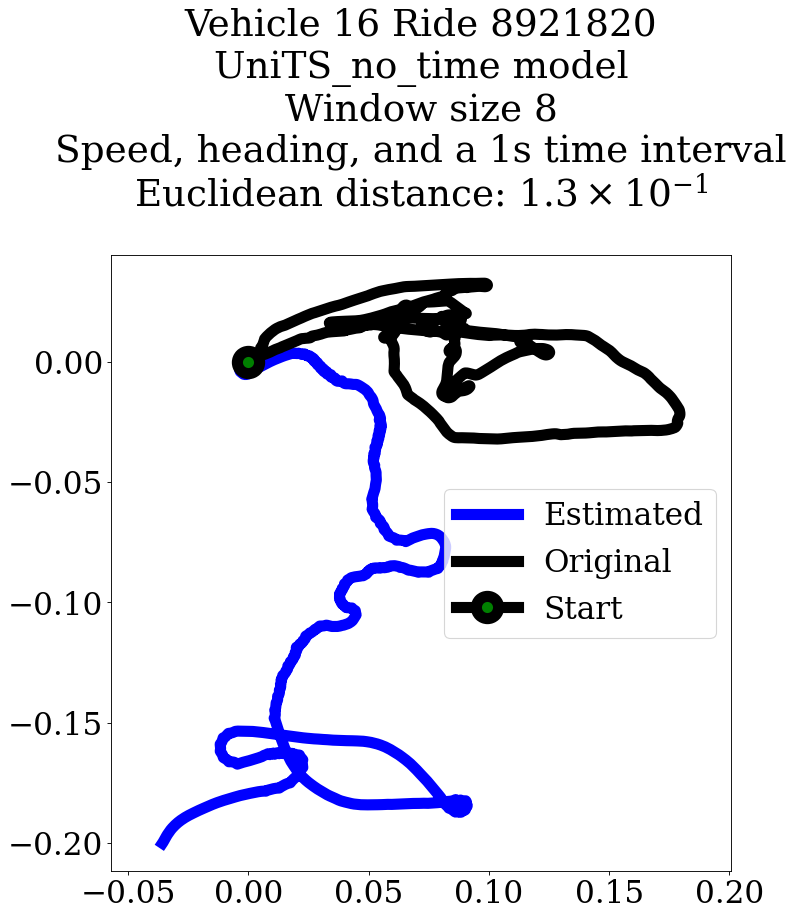 Vehicle 16 Ride 8921820
UniTS_no_time model
Window size 8
Speed, heading, and a 1s time interval
Euclidean distance: 1.3 × 10⁻¹
0.00
−0.05
−0.10
−0.15
−0.20
Estimated
Original
Start
−0.05 0.00 0.05 0.10 0.15 0.20